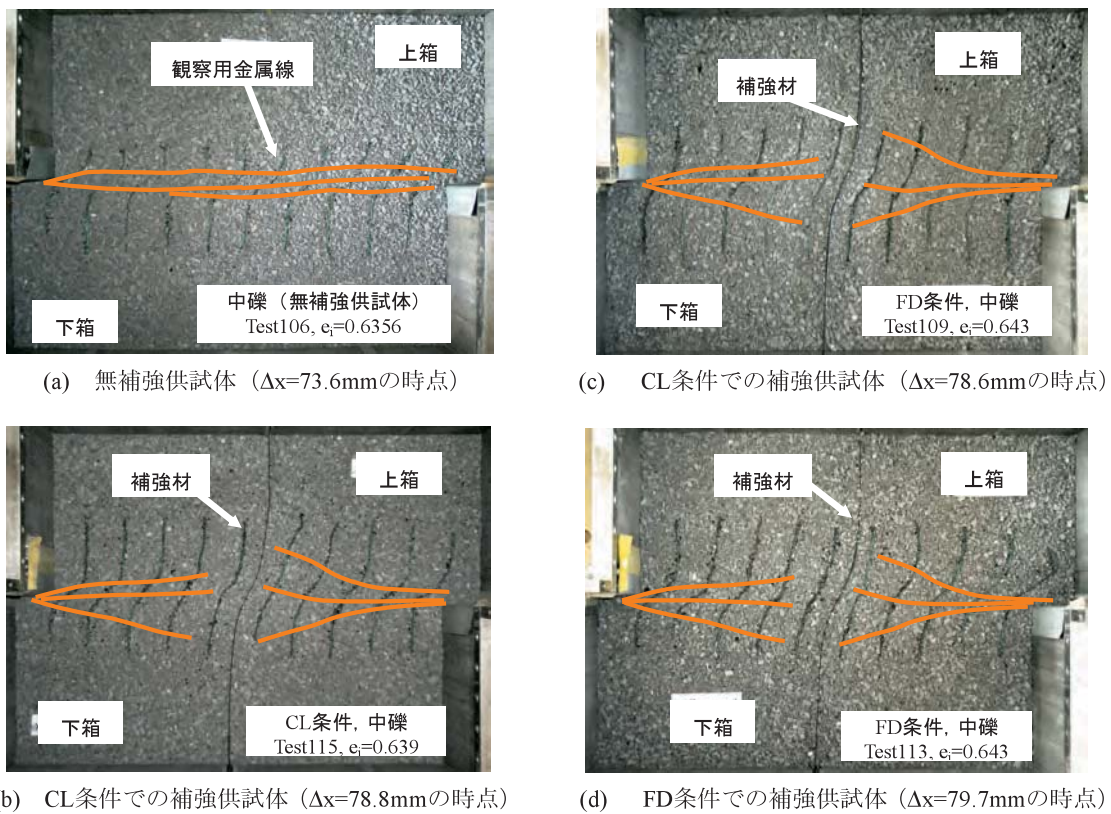 上箱
観察用金属線
下箱
中礫（無補強供試体）
Test106, ei=0.6356
(a) 無補強供試体（Δx=73.6mmの時点）
上箱
補強材
下箱
FD条件, 中礫
Test109, ei=0.643
(c) CL条件での補強供試体（Δx=78.6mmの時点）
上箱
補強材
下箱
CL条件, 中礫
Test115, ei=0.639
b) CL条件での補強供試体（Δx=78.8mmの時点）
上箱
補強材
下箱
FD条件, 中礫
Test113, ei=0.643
(d) FD条件での補強供試体（Δx=79.7mmの時点）